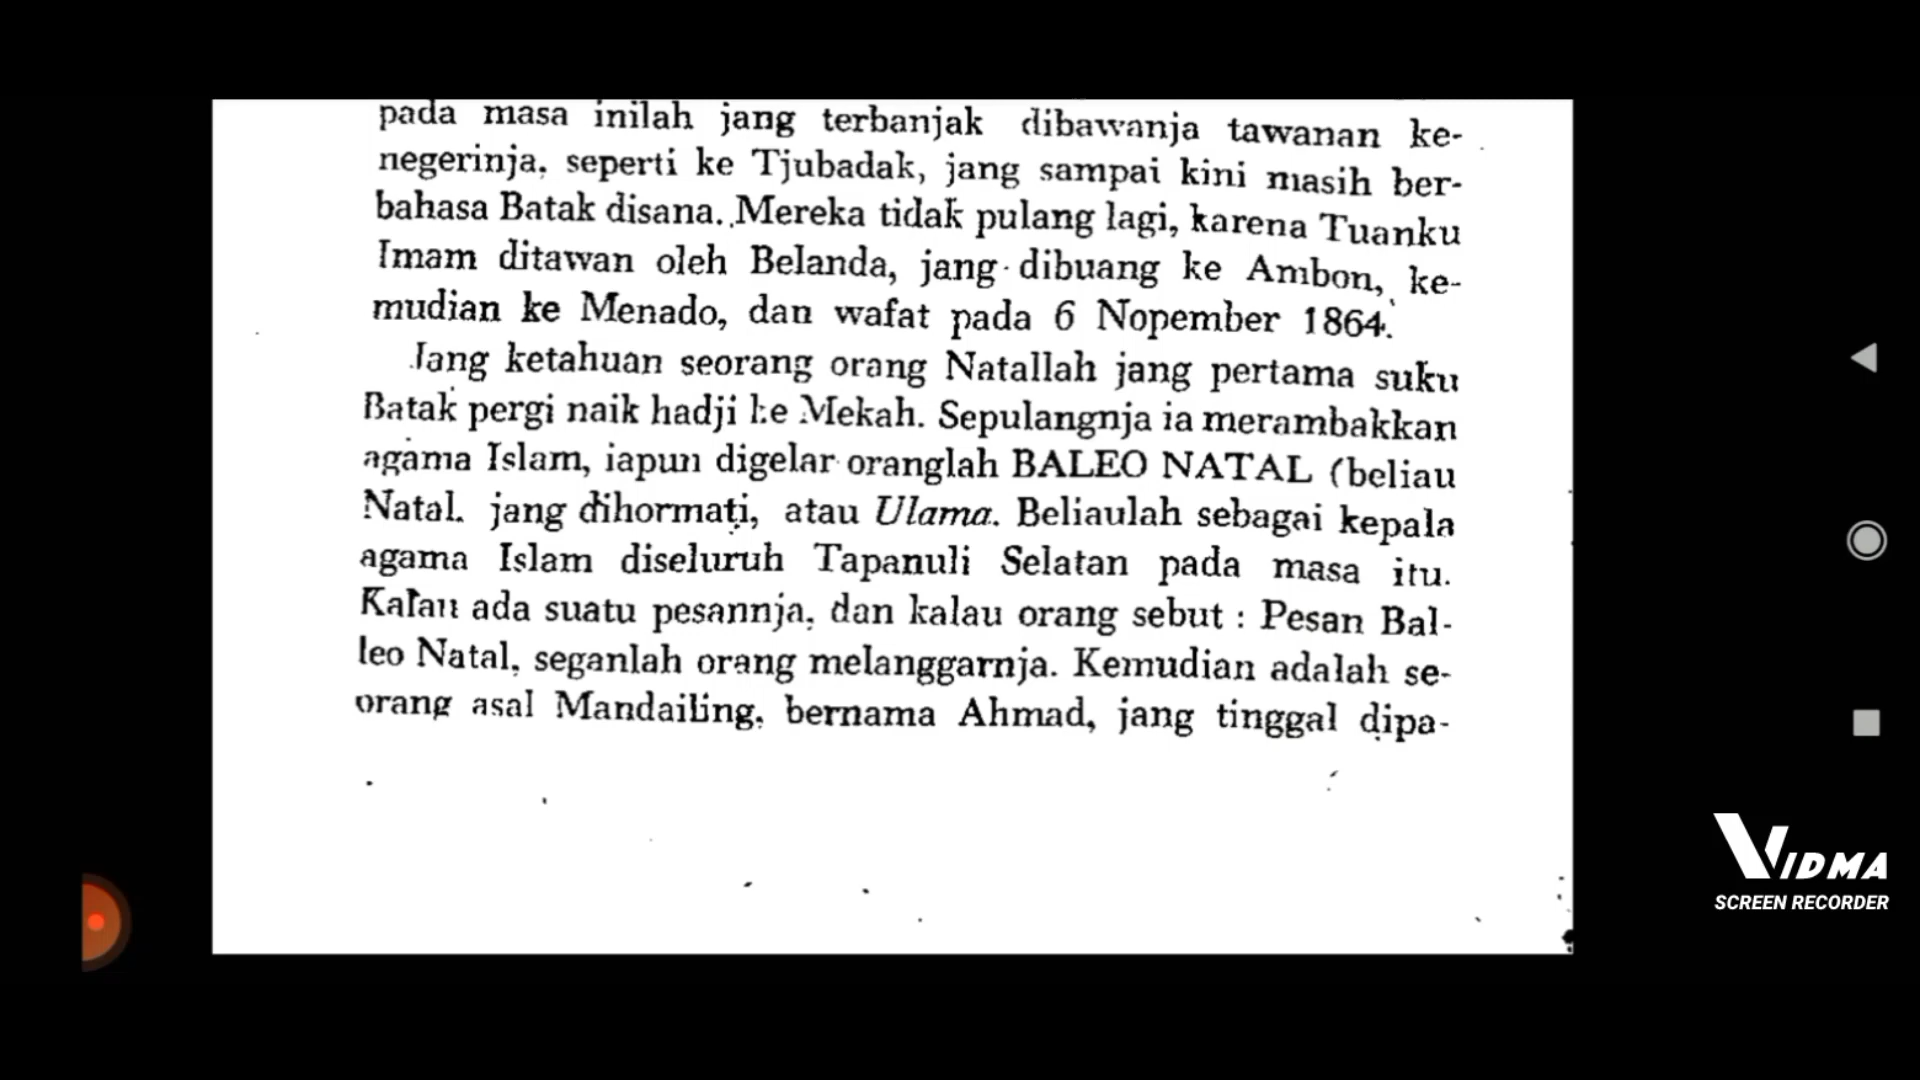 pada masa inilah jang terbanjak dibawanja tawanan ke-
negerinja, seperti ke Tjubadak, jang sampai kini masih ber-
bahasa Batak disana. Mereka tidak pulang lagi, karena Tuanku
Imam ditawan oleh Belanda, jang dibuang ke Ambon, ke-
mudian ke Menado, dan wafat pada 6 Nopember 1864.
Jang ketahuan seorang orang Natallah jang pertama suku
Batak pergi naik hadji ke Mekah. Sepulangnja ia merambakkan
agama Islam, iapun digelar oranglah BALEO NATAL (beliau
Natal. jang dihormati, atau Ulama. Beliaulah sebagai kepala
agama Islam diseluruh Tapanuli Selatan pada masa itu.
Kalau ada suatu pesannja, dan kalau orang sebut : Pesan Bal-
leo Natal, seganlah orang melanggarnja. Kemudian adalah se-
orang asal Mandailing, bernama Ahmad, jang tinggal dipa-
VIDMA
SCREEN RECORDER